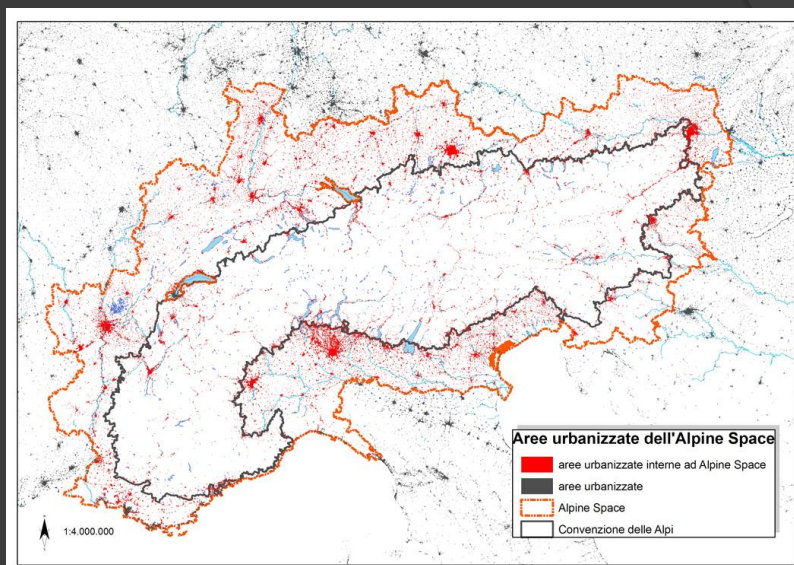 Aree urbanizzate dell'Alpine Space
aree urbanizzate interne ad Alpine Space
aree urbanizzate
Alpine Space
Convenzione delle Alpi
1:4.000.000